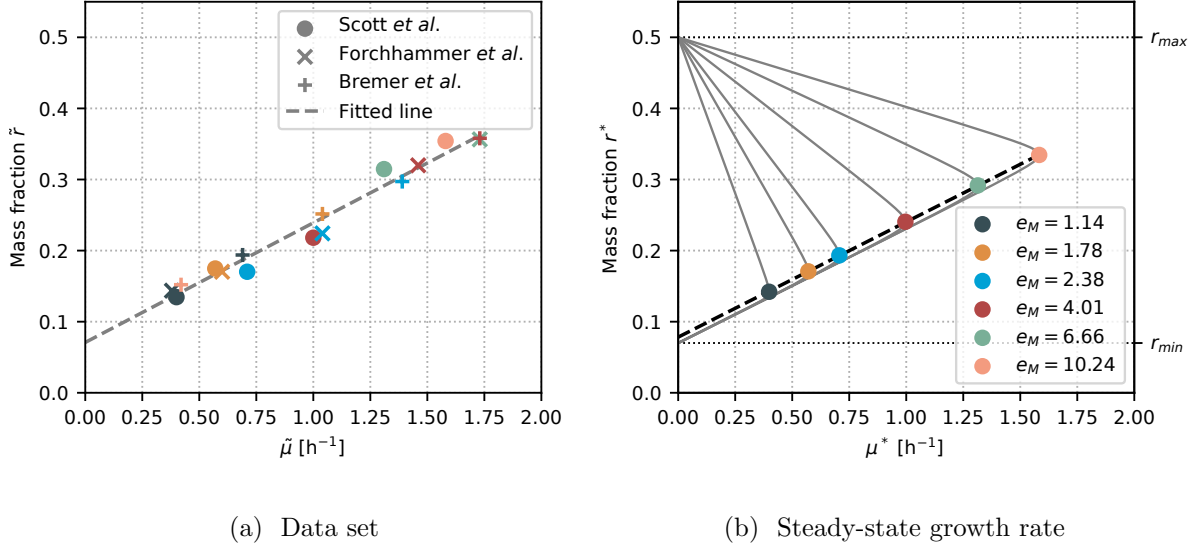 Scott et al.
Forchhammer et al.
Bremer et al.
Fitted line
0.5
0.4
0.3
0.2
0.1
0.0
Mass fraction r̃
0.00 0.25 0.50 0.75 1.00 1.25 1.50 1.75 2.00
μ̃ [h⁻¹]
(a) Data set
0.5
0.4
0.3
0.2
0.1
0.0
Mass fraction r*
r_max
r_min
e_M = 1.14
e_M = 1.78
e_M = 2.38
e_M = 4.01
e_M = 6.66
e_M = 10.24
0.00 0.25 0.50 0.75 1.00 1.25 1.50 1.75 2.00
μ* [h⁻¹]
(b) Steady-state growth rate